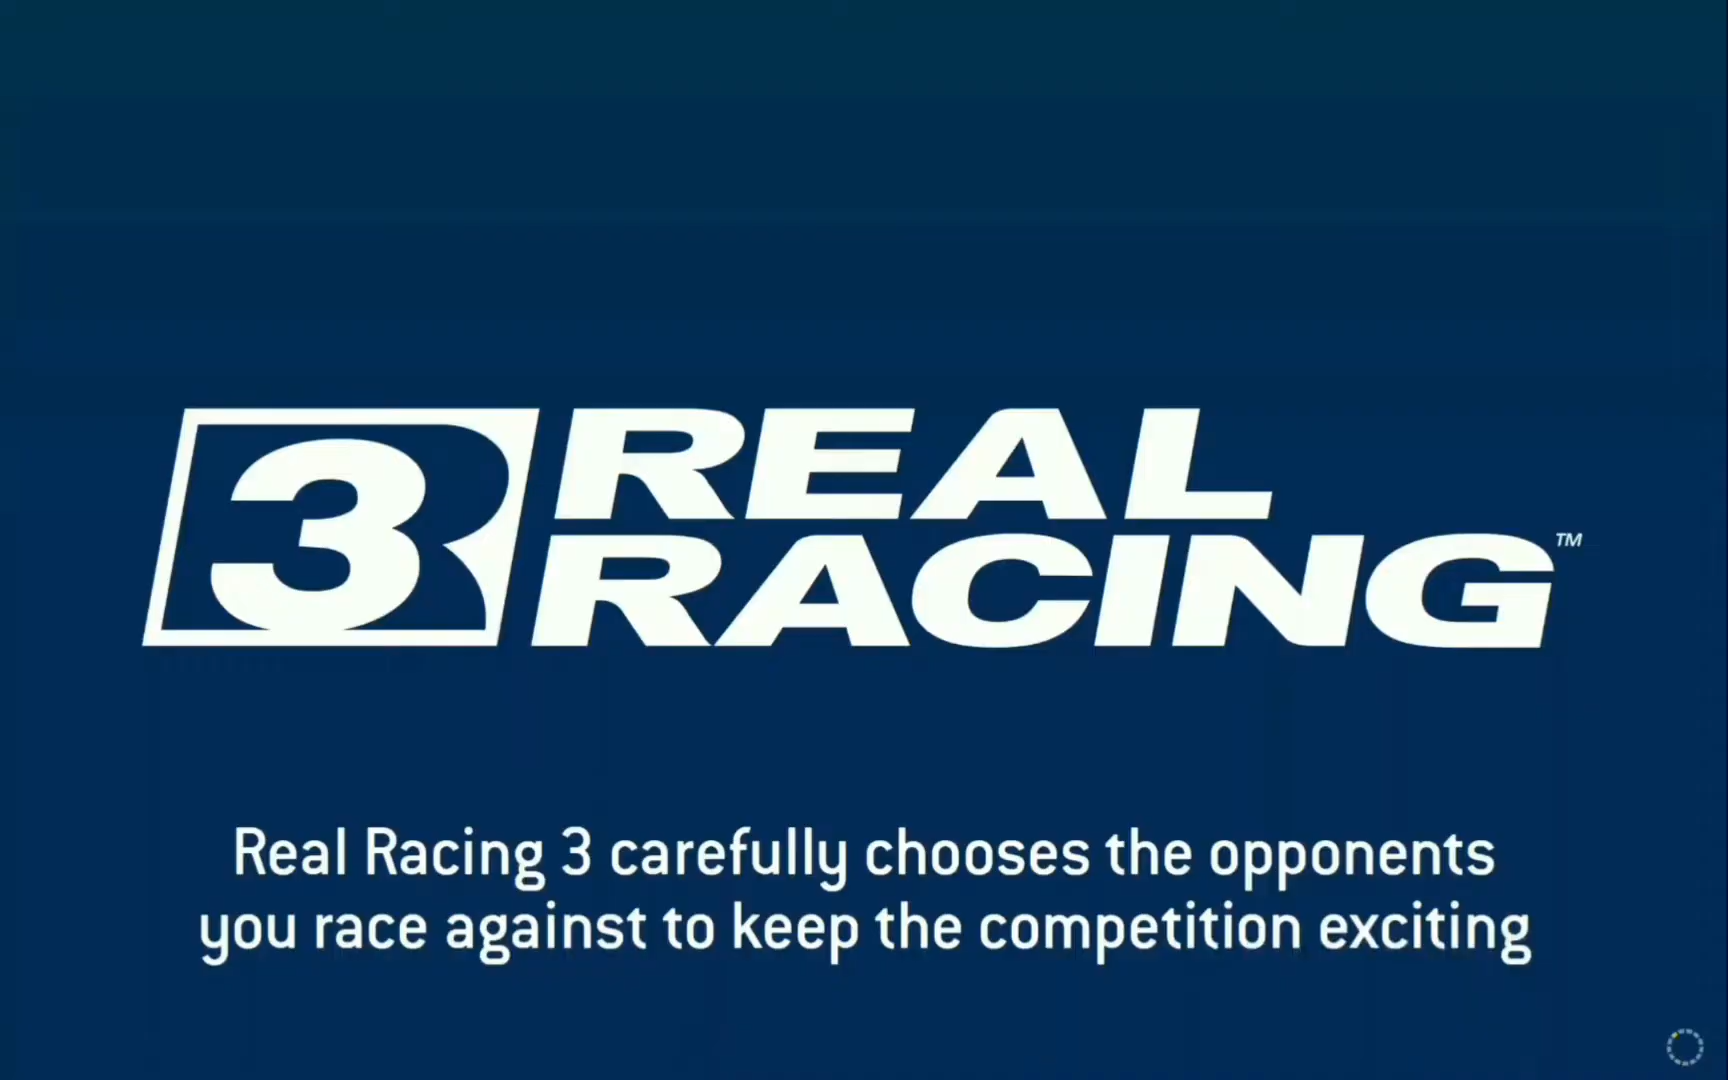 3 REAL
RACING™
Real Racing 3 carefully chooses the opponents
you race against to keep the competition exciting